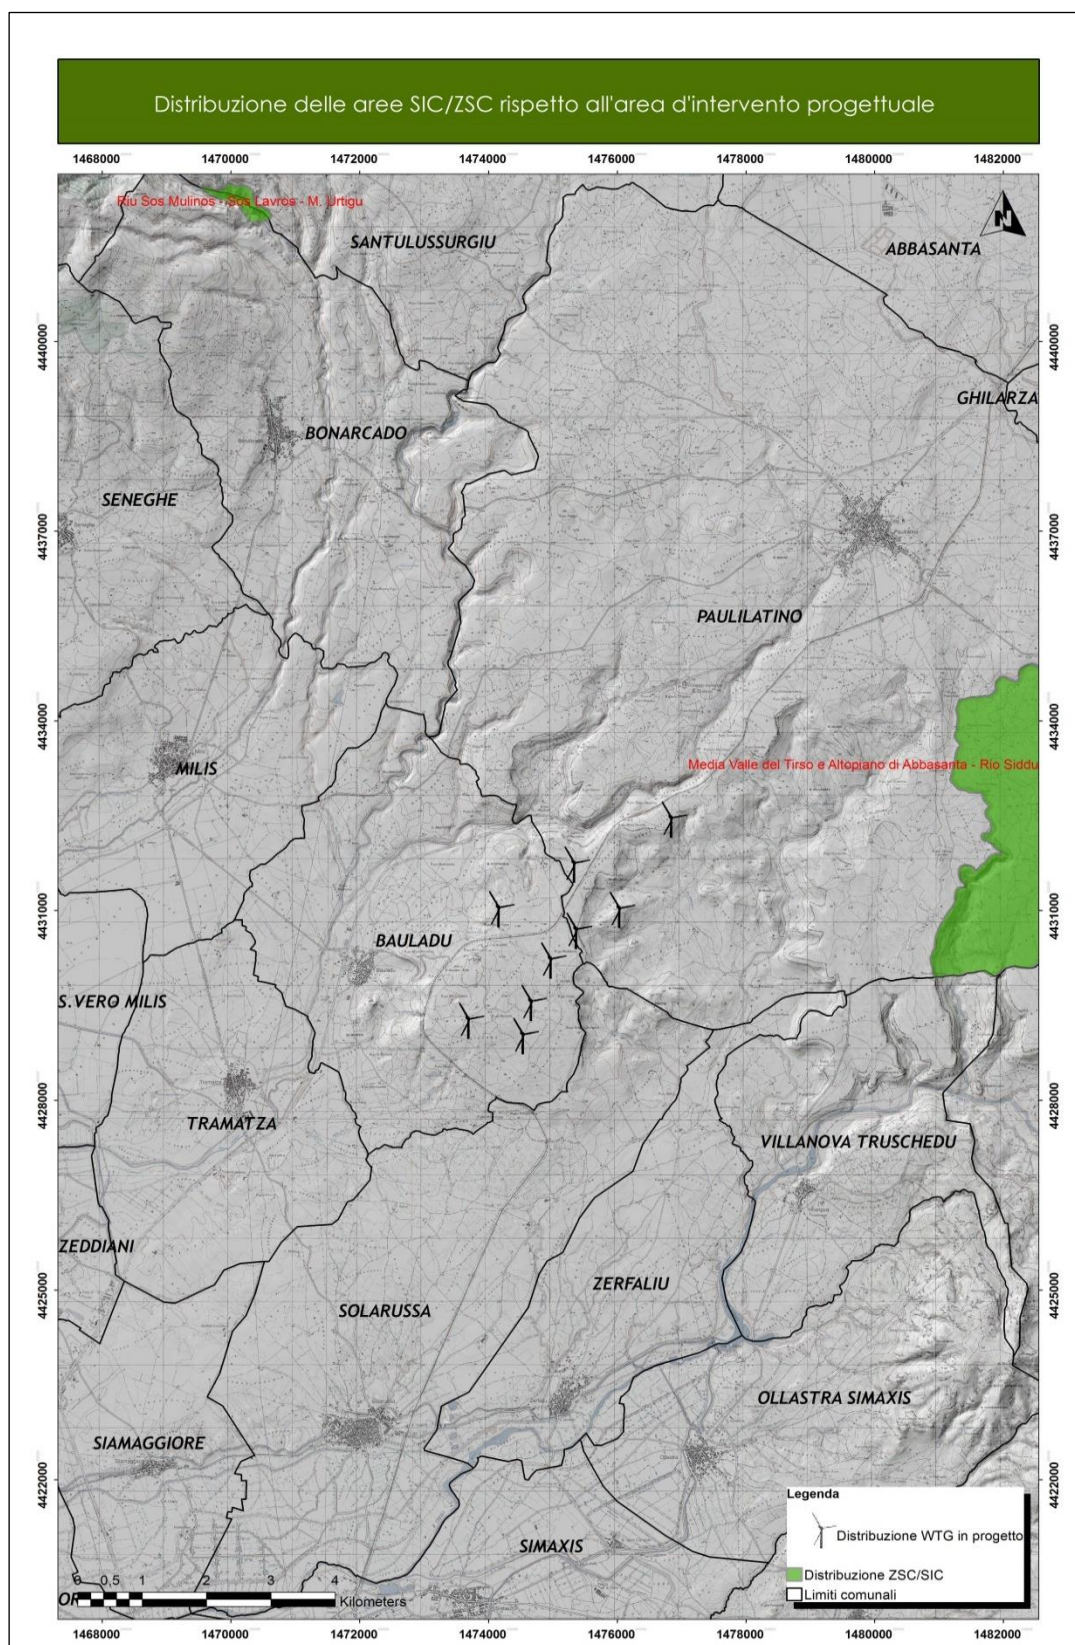 Distribuzione delle aree SIC/ZSC rispetto all'area d'intervento progettuale
1468000 1470000 1472000 1474000 1476000 1478000 1480000 1482000
Riu Sos Mulinos - Sos Lavros - M. Urtigu
N
SANTULUSSURGIU
ABBASANTA
4440000
4440000
GHILARZA
BONARCADO
SENEGHE
4437000
4437000
PAULILATINO
4434000
4434000
MILIS
Media Valle del Tirso e Altopiano di Abbasanta - Rio Siddu
4431000
4431000
BAULADU
S.VERO MILIS
4428000
4428000
TRAMATZA
VILLANOVA TRUSCHEDU
ZEDDIANI
ZERFALIU
4425000
4425000
SOLARUSSA
OLLASTRA SIMAXIS
SIAMAGGIORE
4422000
4422000
Legenda
Distribuzione WTG in progetto
Distribuzione ZSC/SIC
Limiti comunali
SIMAXIS
0 0,5 1 2 3 4
Kilometers
OR
1468000 1470000 1472000 1474000 1476000 1478000 1480000 1482000